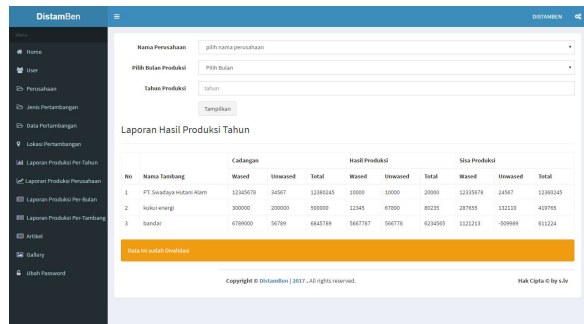 DistamBen
DISTAMBEN
Menu
Home
User
Perusahaan
Jenis Pertambangan
Data Pertambangan
Lokasi Pertambangan
Laporan Produksi Per-Tahun
Laporan Produksi Perusahaan
Laporan Produksi Per-Bulan
Laporan Produksi Per-Tambang
Artikel
Gallery
Ubah Password
Nama Perusahaan pilih nama perusahaan
Pilih Bulan Produksi Pilih Bulan
Tahun Produksi tahun
Tampilkan
Laporan Hasil Produksi Tahun
Cadangan Hasil Produksi Sisa Produksi
No Nama Tambang Wased Unwased Total Wased Unwased Total Wased Unwased Total
1 PT. Swadaya Hutani Alam 12345678 34567 12380245 10000 10000 20000 12335678 24567 12360245
2 kukui energi 300000 200000 500000 12345 67890 80235 287655 132110 419765
3 bandar 6789000 56789 6845789 5667787 566778 6234565 1121213 -509989 611224
Data Ini sudah Divalidasi
Copyright © DistamBen | 2017 . All rights reserved.
Hak Cipta © by s.lv